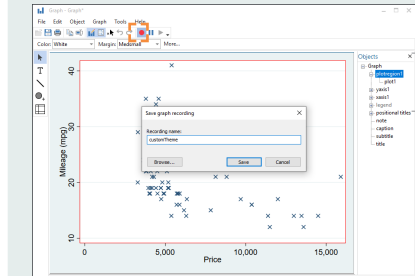 Graph - Graph*
File Edit Object Graph Tools Help
Color: White Margin: Medsmall More...
Objects
Graph
plotregion1
plot1
yaxis1
xaxis1
legend
positional titles
note
caption
subtitle
title
Save graph recording
Recording name:
customTheme
Browse... Save Cancel
Mileage (mpg)
40
30
20
10
0 5,000 10,000 15,000
Price